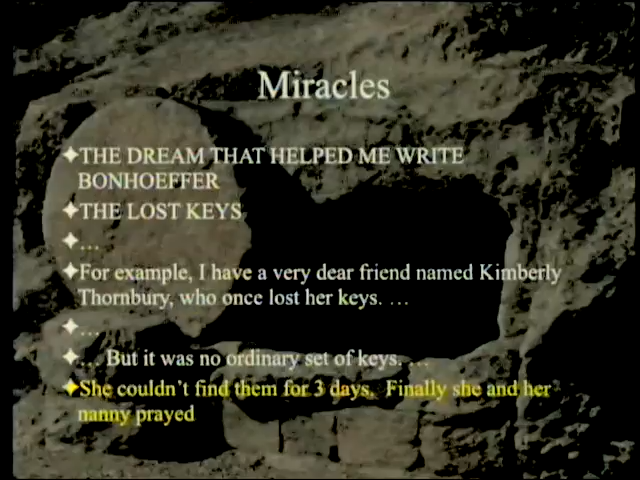 Miracles
✦THE DREAM THAT HELPED ME WRITE
BONHOEFFER
✦THE LOST KEYS
✦…
✦For example, I have a very dear friend named Kimberly
Thornbury, who once lost her keys. …
✦…
✦… But it was no ordinary set of keys. …
✦She couldn't find them for 3 days.  Finally she and her
nanny prayed